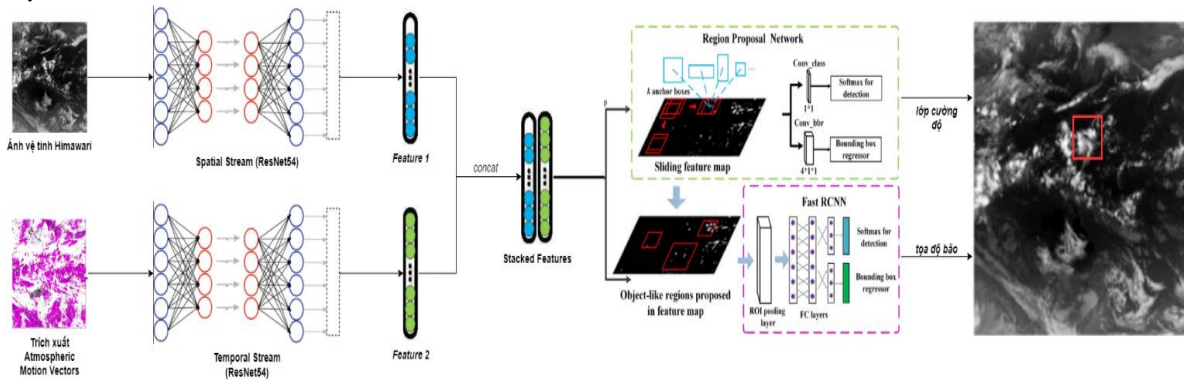 Ảnh vệ tinh Himawari
Spatial Stream (ResNet54)
Feature 1
Trích xuất
Atmospheric
Motion Vectors
Temporal Stream
(ResNet54)
Feature 2
concat
Stacked Features
Region Proposal Network
k anchor boxes
Sliding feature map
Conv_class
1*1
Softmax for
detection
Conv_bbr
4*1*1
Bounding box
regressor
Object-like regions proposed
in feature map
Fast RCNN
ROI pooling
layer
FC layers
Softmax for
detection
Bounding box
regressor
lớp cường
độ
tọa độ bão